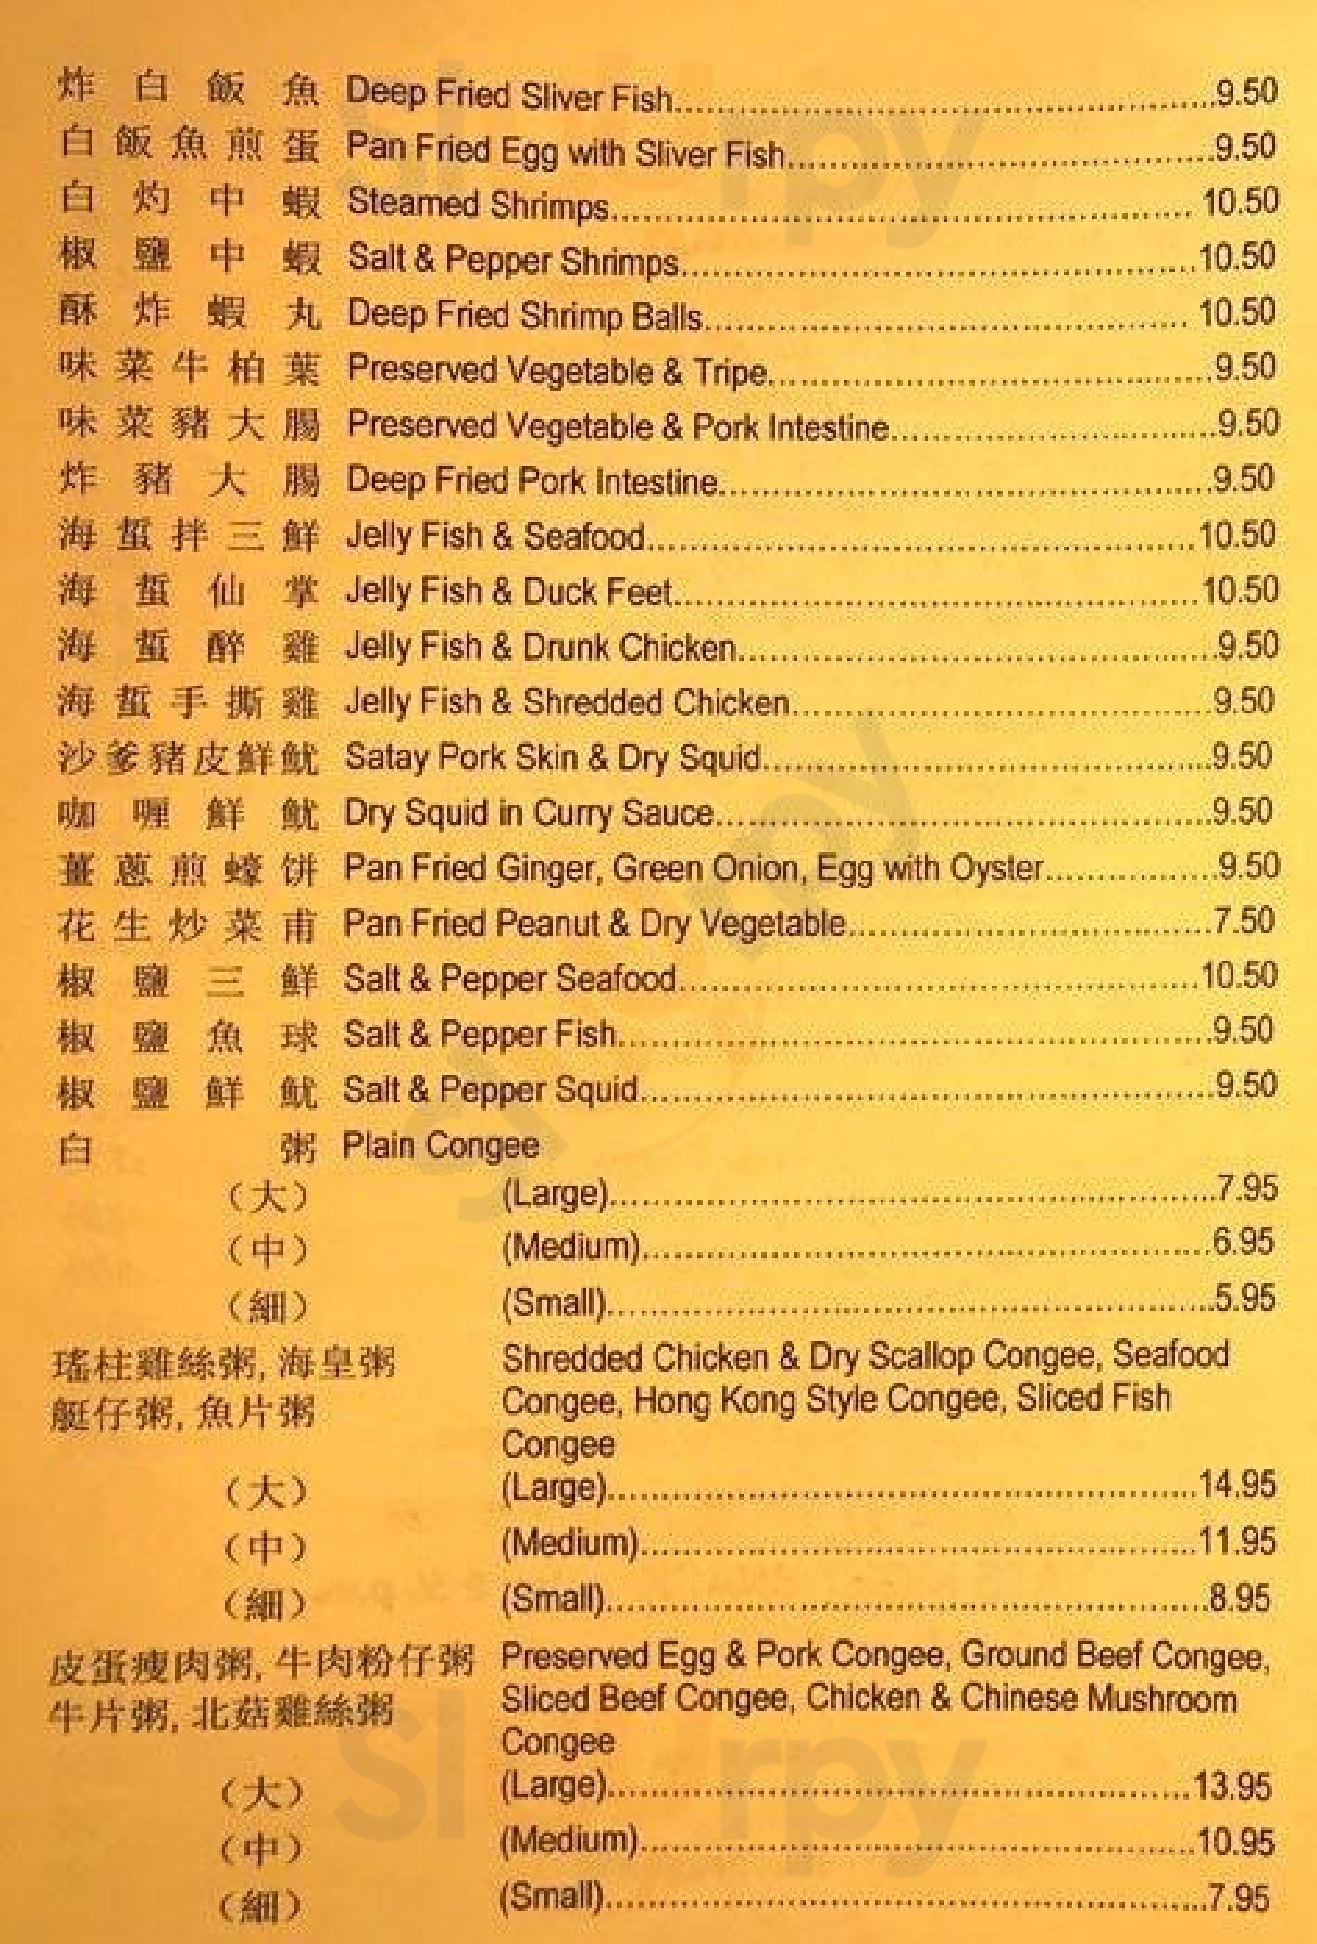 炸白飯魚 Deep Fried Sliver Fish 9.50
白飯魚煎蛋 Pan Fried Egg with Sliver Fish 9.50
白灼中蝦 Steamed Shrimps 10.50
椒鹽中蝦 Salt & Pepper Shrimps 10.50
酥炸蝦丸 Deep Fried Shrimp Balls 10.50
味菜牛柏葉 Preserved Vegetable & Tripe 9.50
味菜豬大腸 Preserved Vegetable & Pork Intestine 9.50
炸豬大腸 Deep Fried Pork Intestine 9.50
海蜇拌三鮮 Jelly Fish & Seafood 10.50
海蜇仙掌 Jelly Fish & Duck Feet 10.50
海蜇醉雞 Jelly Fish & Drunk Chicken 9.50
海蜇手撕雞 Jelly Fish & Shredded Chicken 9.50
沙爹豬皮鮮魷 Satay Pork Skin & Dry Squid 9.50
咖喱鮮魷 Dry Squid in Curry Sauce 9.50
薑蔥煎蠔饼 Pan Fried Ginger, Green Onion, Egg with Oyster 9.50
花生炒菜甫 Pan Fried Peanut & Dry Vegetable 7.50
椒鹽三鮮 Salt & Pepper Seafood 10.50
椒鹽魚球 Salt & Pepper Fish 9.50
椒鹽鮮魷 Salt & Pepper Squid 9.50
白粥 Plain Congee
（大） (Large) 7.95
（中） (Medium) 6.95
（細） (Small) 5.95
瑤柱雞絲粥, 海皇粥 Shredded Chicken & Dry Scallop Congee, Seafood
艇仔粥, 魚片粥 Congee, Hong Kong Style Congee, Sliced Fish
Congee
（大） (Large) 14.95
（中） (Medium) 11.95
（細） (Small) 8.95
皮蛋瘦肉粥, 牛肉粉仔粥 Preserved Egg & Pork Congee, Ground Beef Congee,
牛片粥, 北菇雞絲粥 Sliced Beef Congee, Chicken & Chinese Mushroom
Congee
（大） (Large) 13.95
（中） (Medium) 10.95
（細） (Small) 7.95